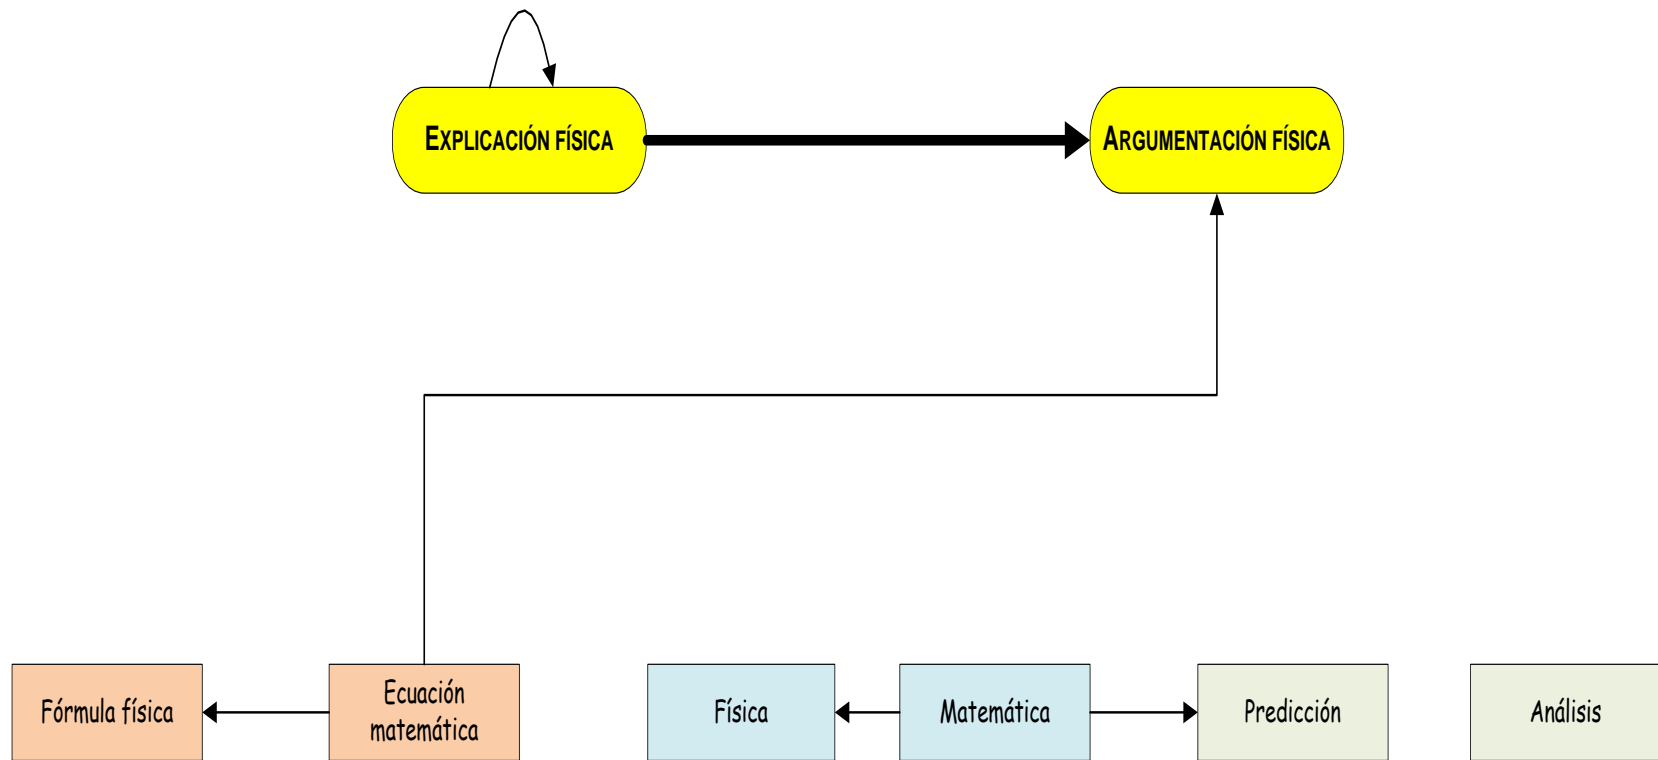 EXPLICACIÓN FÍSICA
ARGUMENTACIÓN FÍSICA
Fórmula física
Ecuación
matemática
Física
Matemática
Predicción
Análisis